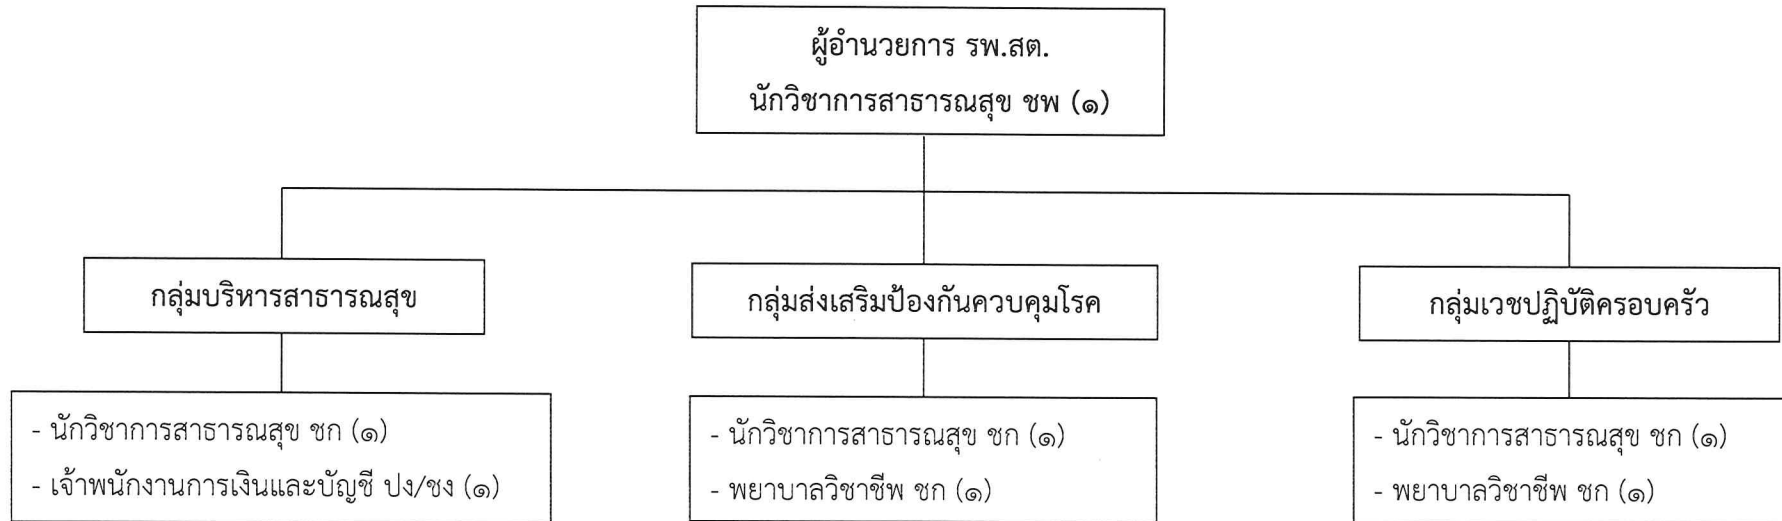 ผู้อำนวยการ รพ.สต.
นักวิชาการสาธารณสุข ชพ (๑)
กลุ่มบริหารสาธารณสุข
กลุ่มส่งเสริมป้องกันควบคุมโรค
กลุ่มเวชปฏิบัติครอบครัว
- นักวิชาการสาธารณสุข ชก (๑)
- เจ้าพนักงานการเงินและบัญชี ปง/ชง (๑)
- นักวิชาการสาธารณสุข ชก (๑)
- พยาบาลวิชาชีพ ชก (๑)
- นักวิชาการสาธารณสุข ชก (๑)
- พยาบาลวิชาชีพ ชก (๑)